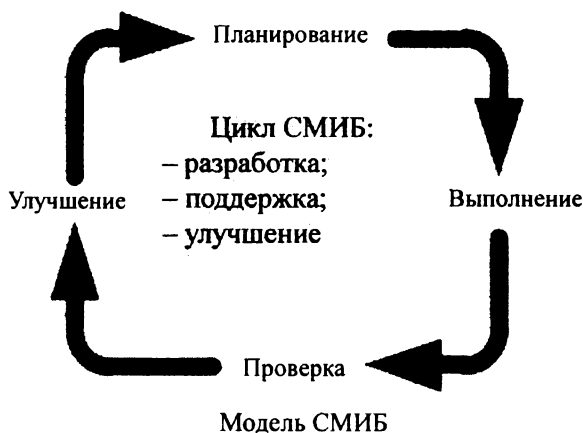 Планирование
Цикл СМИБ:
– разработка;
Улучшение
– поддержка;
Выполнение
– улучшение
Проверка
Модель СМИБ